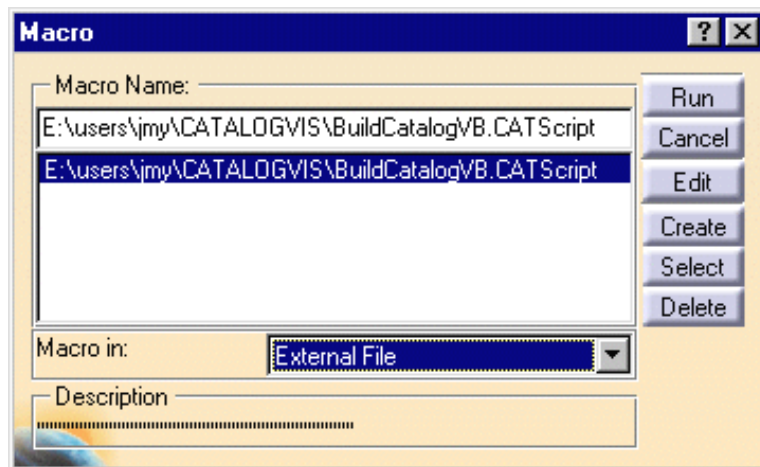 Macro
Macro Name:
E:\users\jmy\CATALOGVIS\BuildCatalogVB.CATScript
E:\users\jmy\CATALOGVIS\BuildCatalogVB.CATScript
Run
Cancel
Edit
Create
Select
Delete
Macro in:
External File
Description